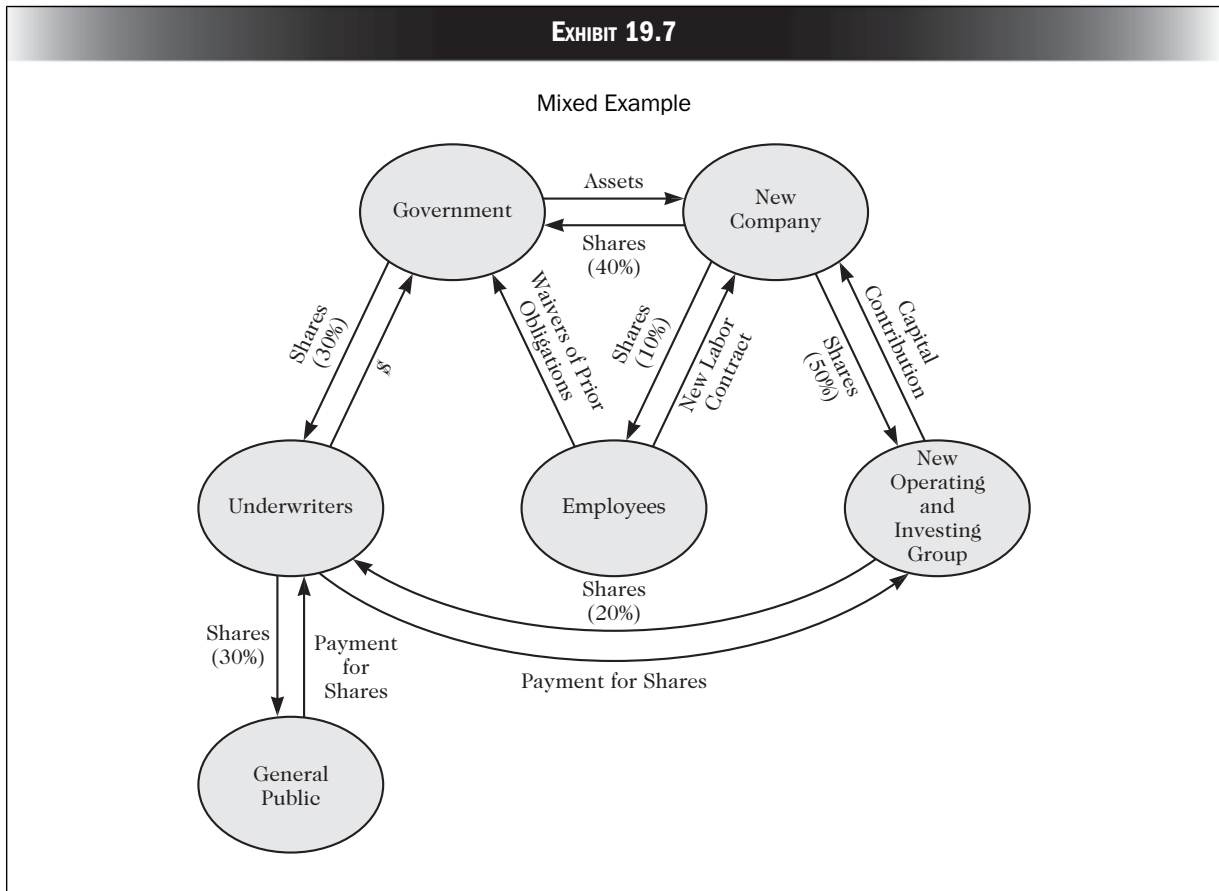 EXHIBIT 19.7
Mixed Example
Government
Assets
New
Company
Shares
(40%)
Shares
(30%)
$
Waivers of Prior
Obligations
Shares
(10%)
New Labor
Contract
Shares
(50%)
Capital
Contribution
Underwriters
Employees
New
Operating
and
Investing
Group
Shares
(20%)
Payment for Shares
Shares
(30%)
Payment
for
Shares
General
Public